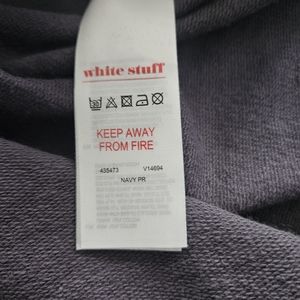 white stuff
KEEP AWAY
FROM FIRE
435473 V14694
NAVY PR